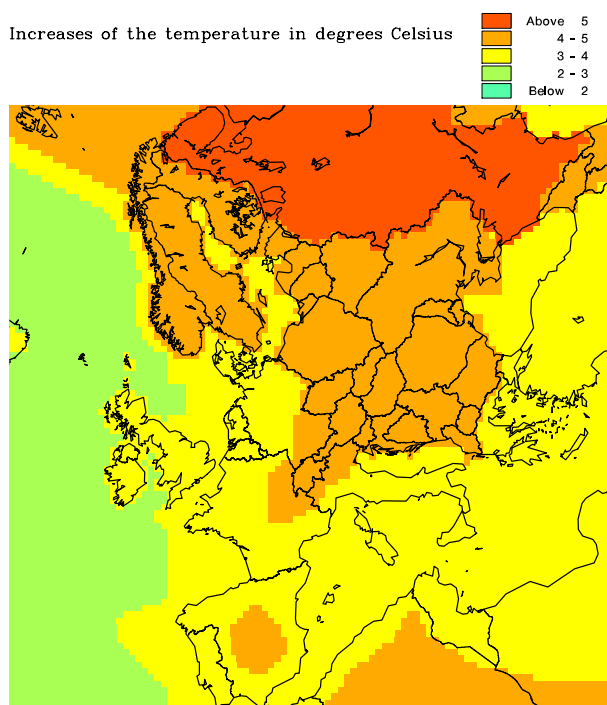 Increases of the temperature in degrees Celsius
Above 5
4 - 5
3 - 4
2 - 3
Below 2